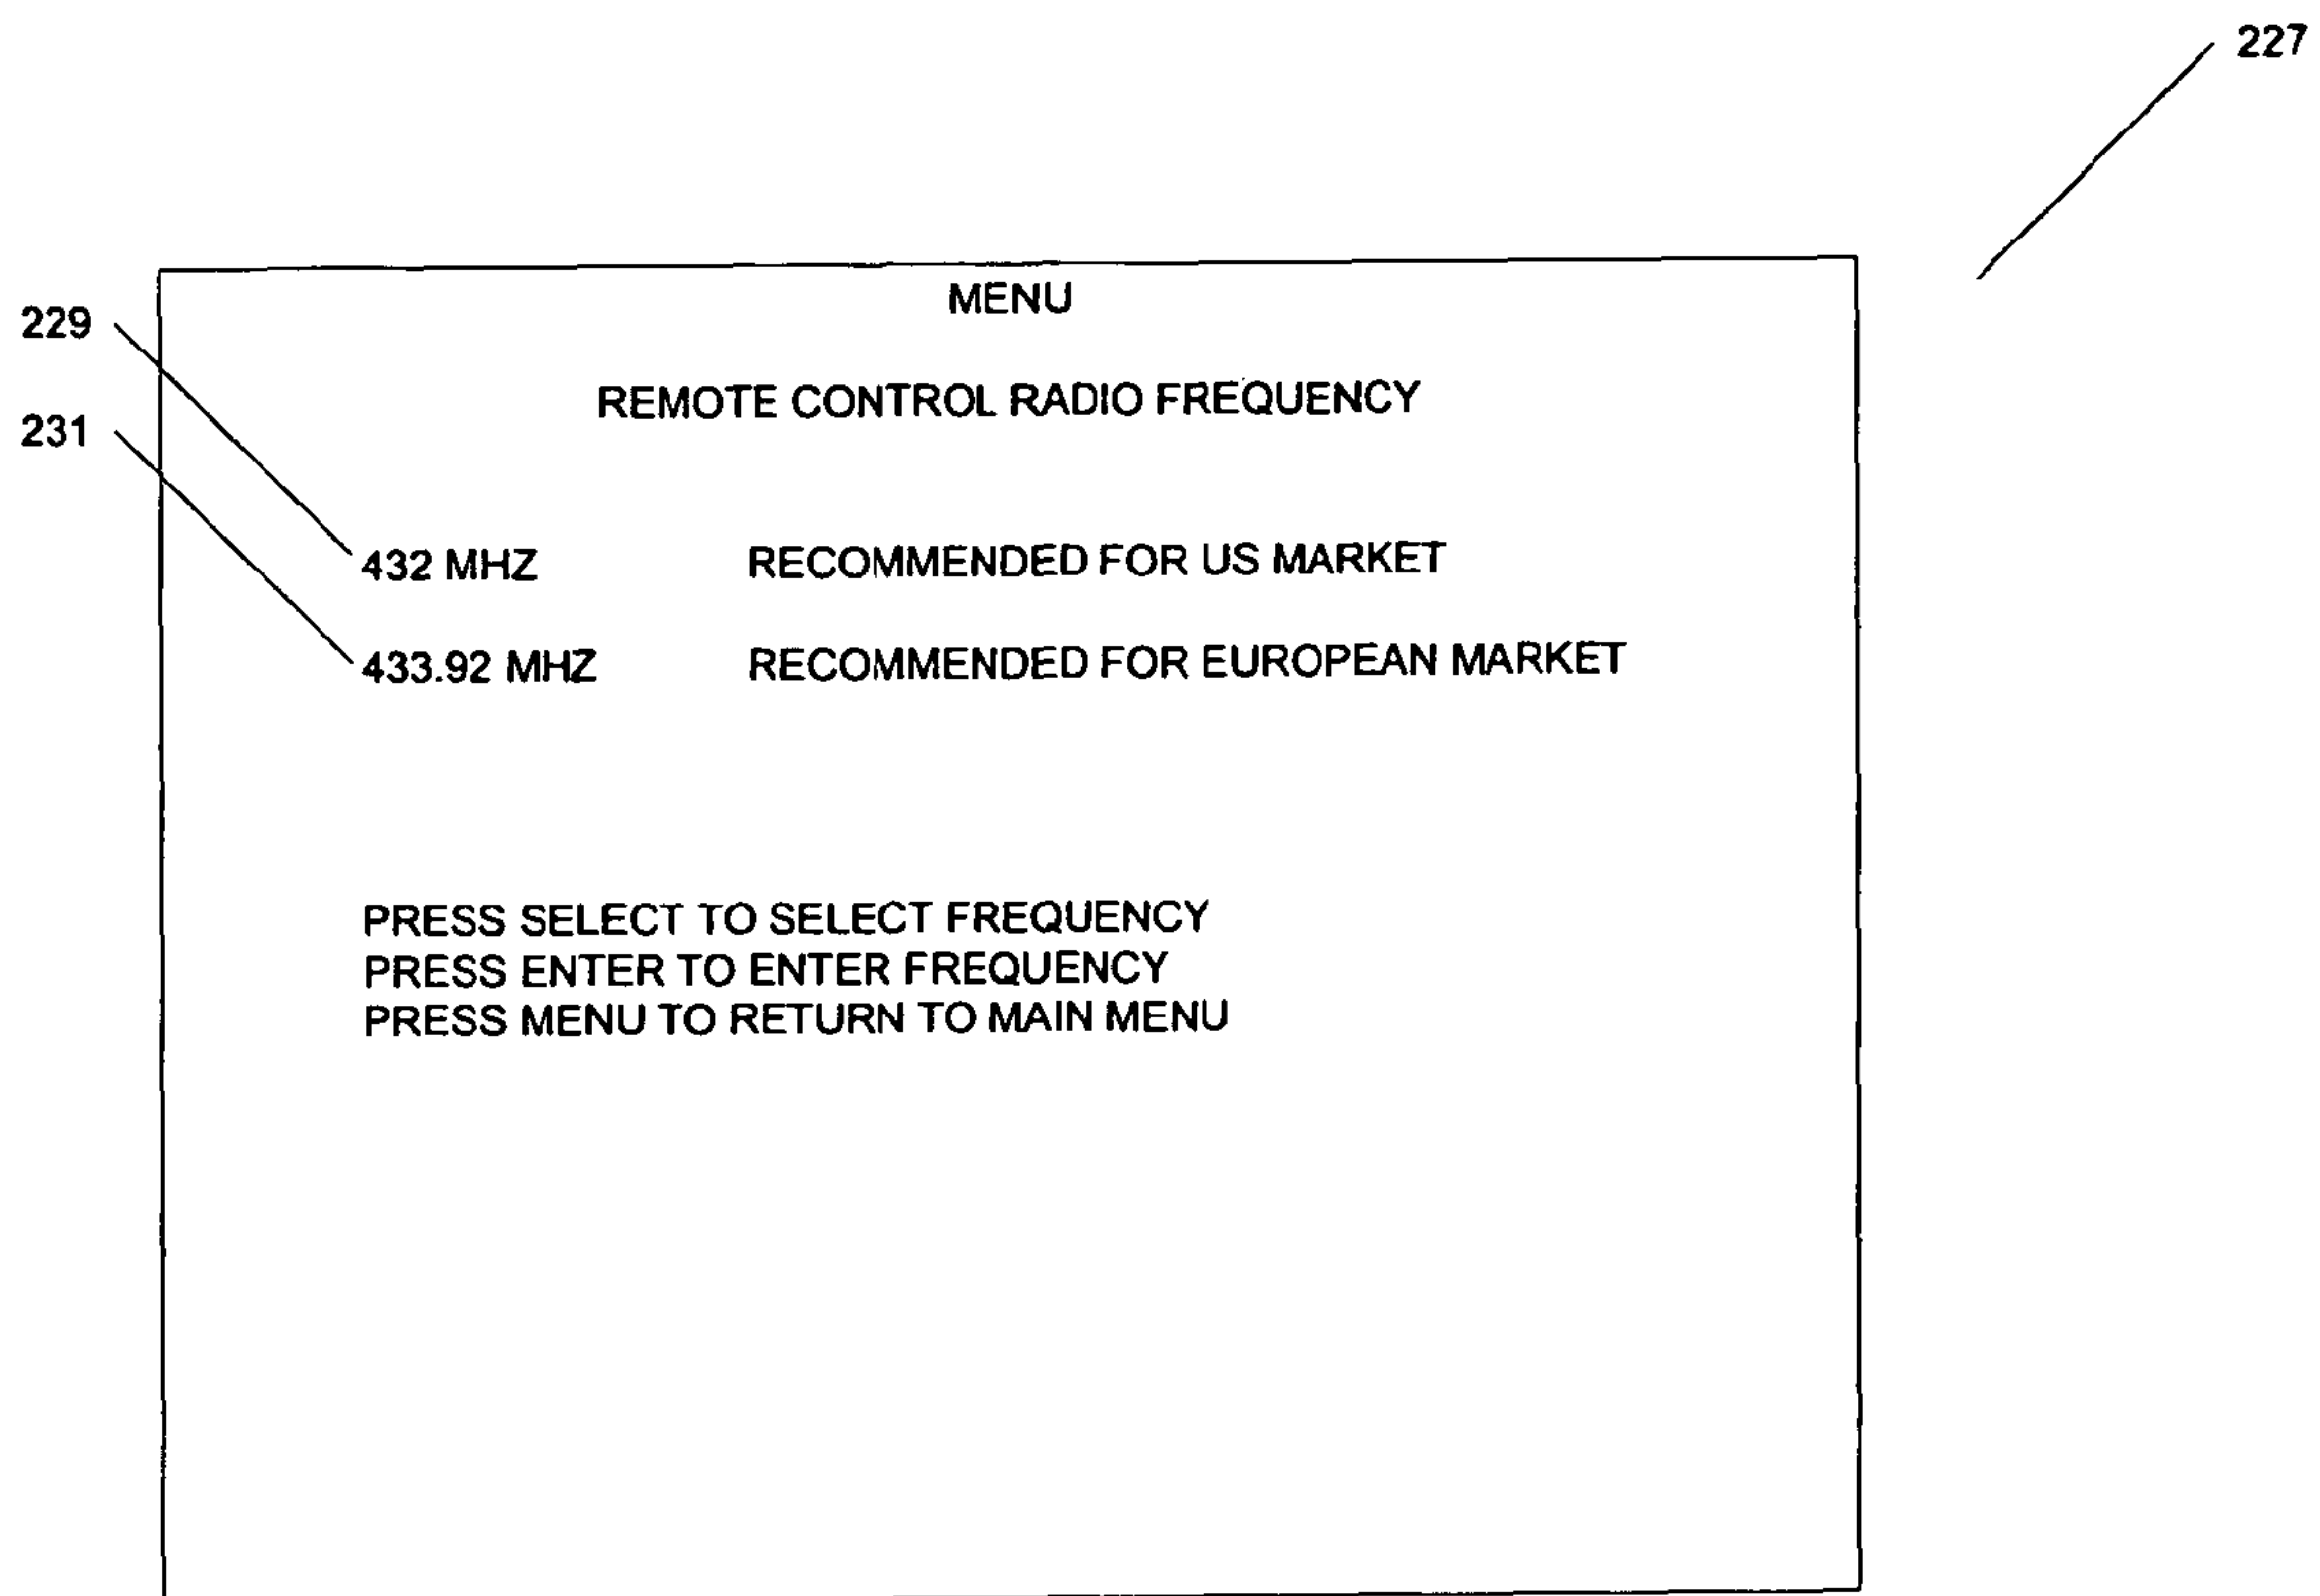 227
MENU
229
REMOTE CONTROL RADIO FREQUENCY
231
432 MHZ RECOMMENDED FOR US MARKET
433.92 MHZ RECOMMENDED FOR EUROPEAN MARKET
PRESS SELECT TO SELECT FREQUENCY
PRESS ENTER TO ENTER FREQUENCY
PRESS MENU TO RETURN TO MAIN MENU